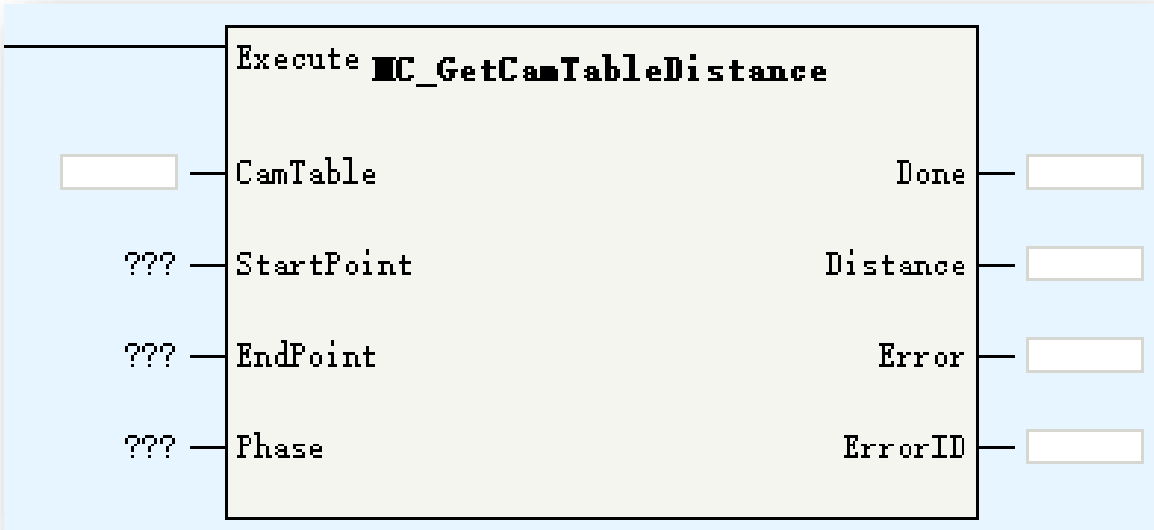 Execute MC_GetCamTableDistance
CamTable Done
??? StartPoint Distance
??? EndPoint Error
??? Phase ErrorID